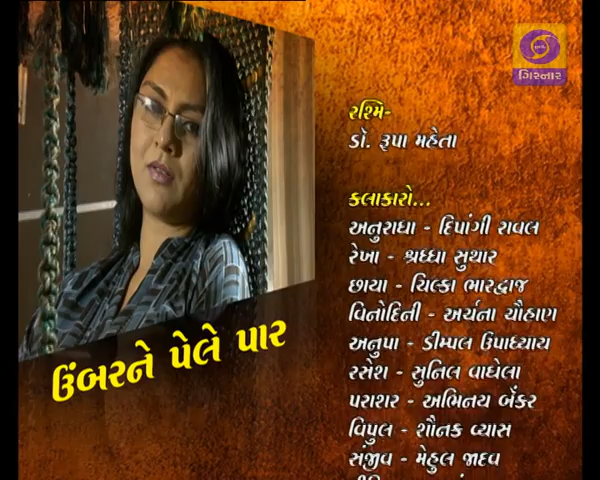 ગિરનાર
રશ્મિ-
ડૉ. રૂપા મહેતા
કલાકારો...
અનુરાધા - દિપાંગી રાવલ
રેખા - શ્રધ્ધા સુથાર
છાયા - ચિલ્કા ભારદ્વાજ
વિનોદિની - અર્ચના ચૌહાણ
અનુપા - ડીમ્પલ ઉપાધ્યાય
રસેશ - સુનિલ વાઘેલા
પરાશર - અભિનય બેંકર
વિપુલ - શૌનક વ્યાસ
સંજીવ - મેહુલ જાદવ
ઉંબરને પેલે પાર